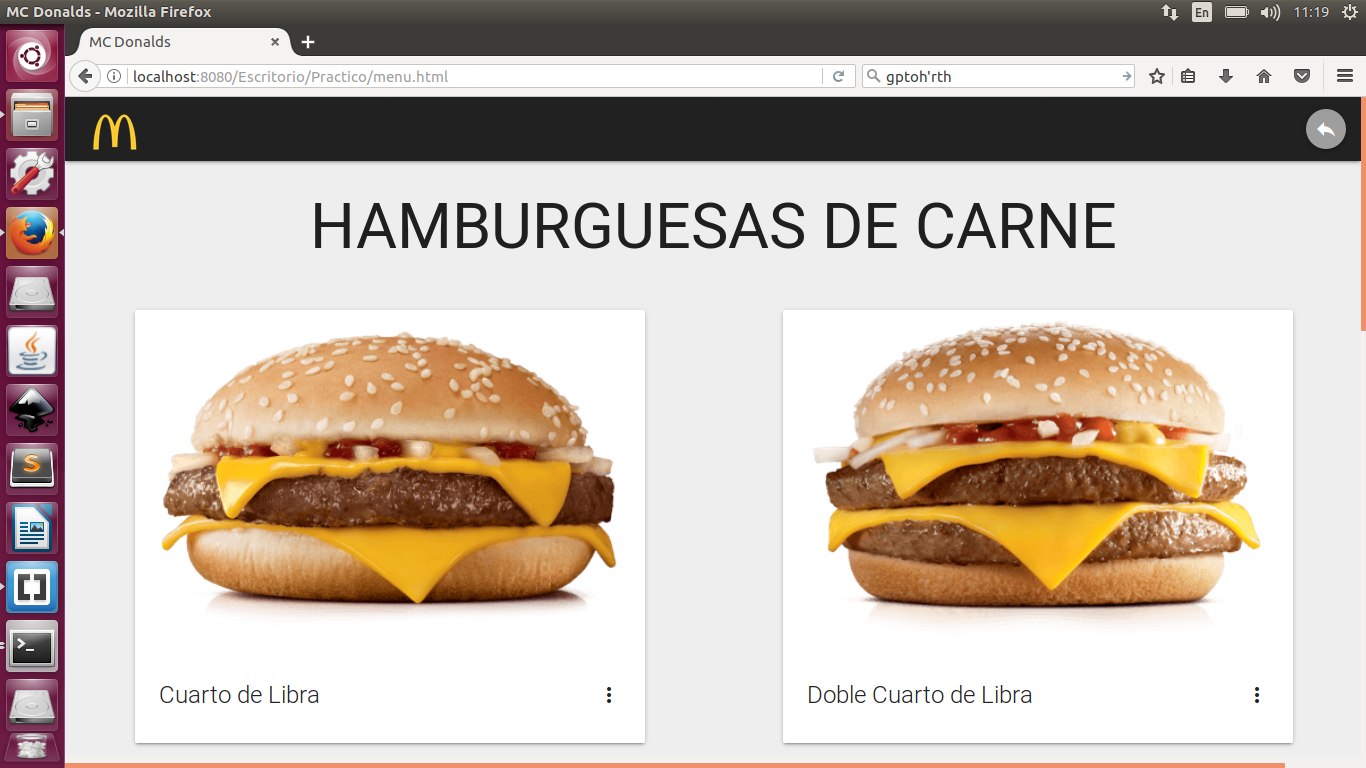 MC Donalds - Mozilla Firefox
En
11:19
MC Donalds
localhost:8080/Escritorio/Practico/menu.html
gptoh'rth
HAMBURGUESAS DE CARNE
Cuarto de Libra
Doble Cuarto de Libra